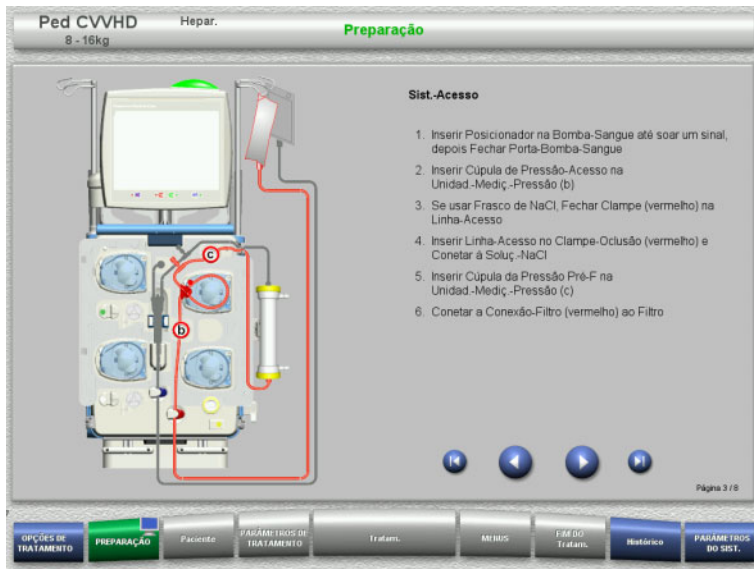 Ped CVVHD
Hepar.
8 - 16kg
Preparação
Sist.-Acesso
1. Inserir Posicionador na Bomba-Sangue até soar um sinal,
depois Fechar Porta-Bomba-Sangue
2. Inserir Cúpula de Pressão-Acesso na
Unidad.-Mediç.-Pressão (b)
3. Se usar Frasco de NaCl, Fechar Clampe (vermelho) na
Linha-Acesso
4. Inserir Linha-Acesso no Clampe-Oclusão (vermelho) e
Conetar à Soluç.-NaCl
5. Inserir Cúpula da Pressão Pré-F na
Unidad.-Mediç.-Pressão (c)
6. Conetar a Conexão-Filtro (vermelho) ao Filtro
c
b
Página 3 / 8
OPÇÕES DE
TRATAMENTO
PREPARAÇÃO
Paciente
PARÂMETROS DE
TRATAMENTO
Tratam.
MENUS
FIM DO
Tratam.
Histórico
PARÂMETROS
DO SIST.